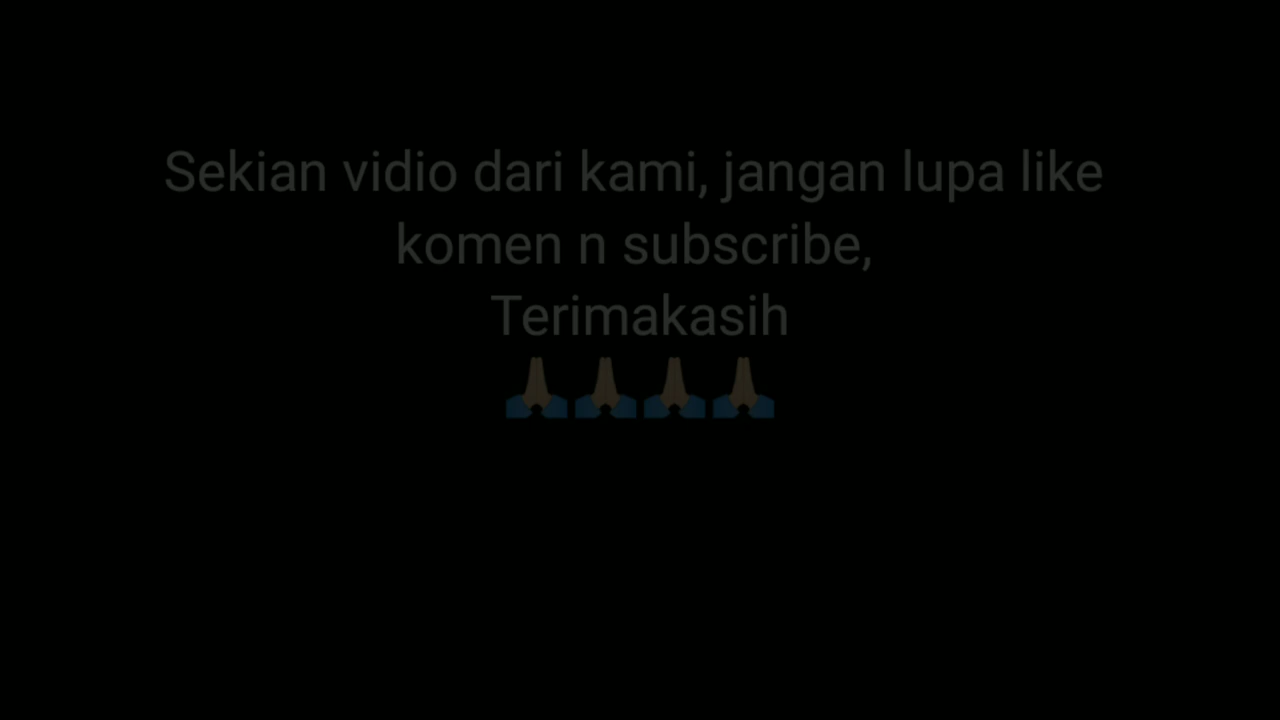 Sekian vidio dari kami, jangan lupa like
komen n subscribe,
Terimakasih
🙏🏼🙏🏼🙏🏼🙏🏼